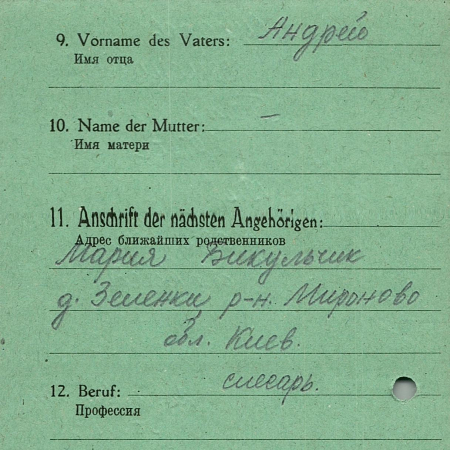 9. Vorname des Vaters: Андрей
Имя отца
10. Name der Mutter: –
Имя матери
11. Anschrift der nächsten Angehörigen:
Адрес ближайших родственников
Мария Викульчик
д. Зеленки р-н. Мироново
обл. Киев.
слесарь.
12. Beruf:
Профессия